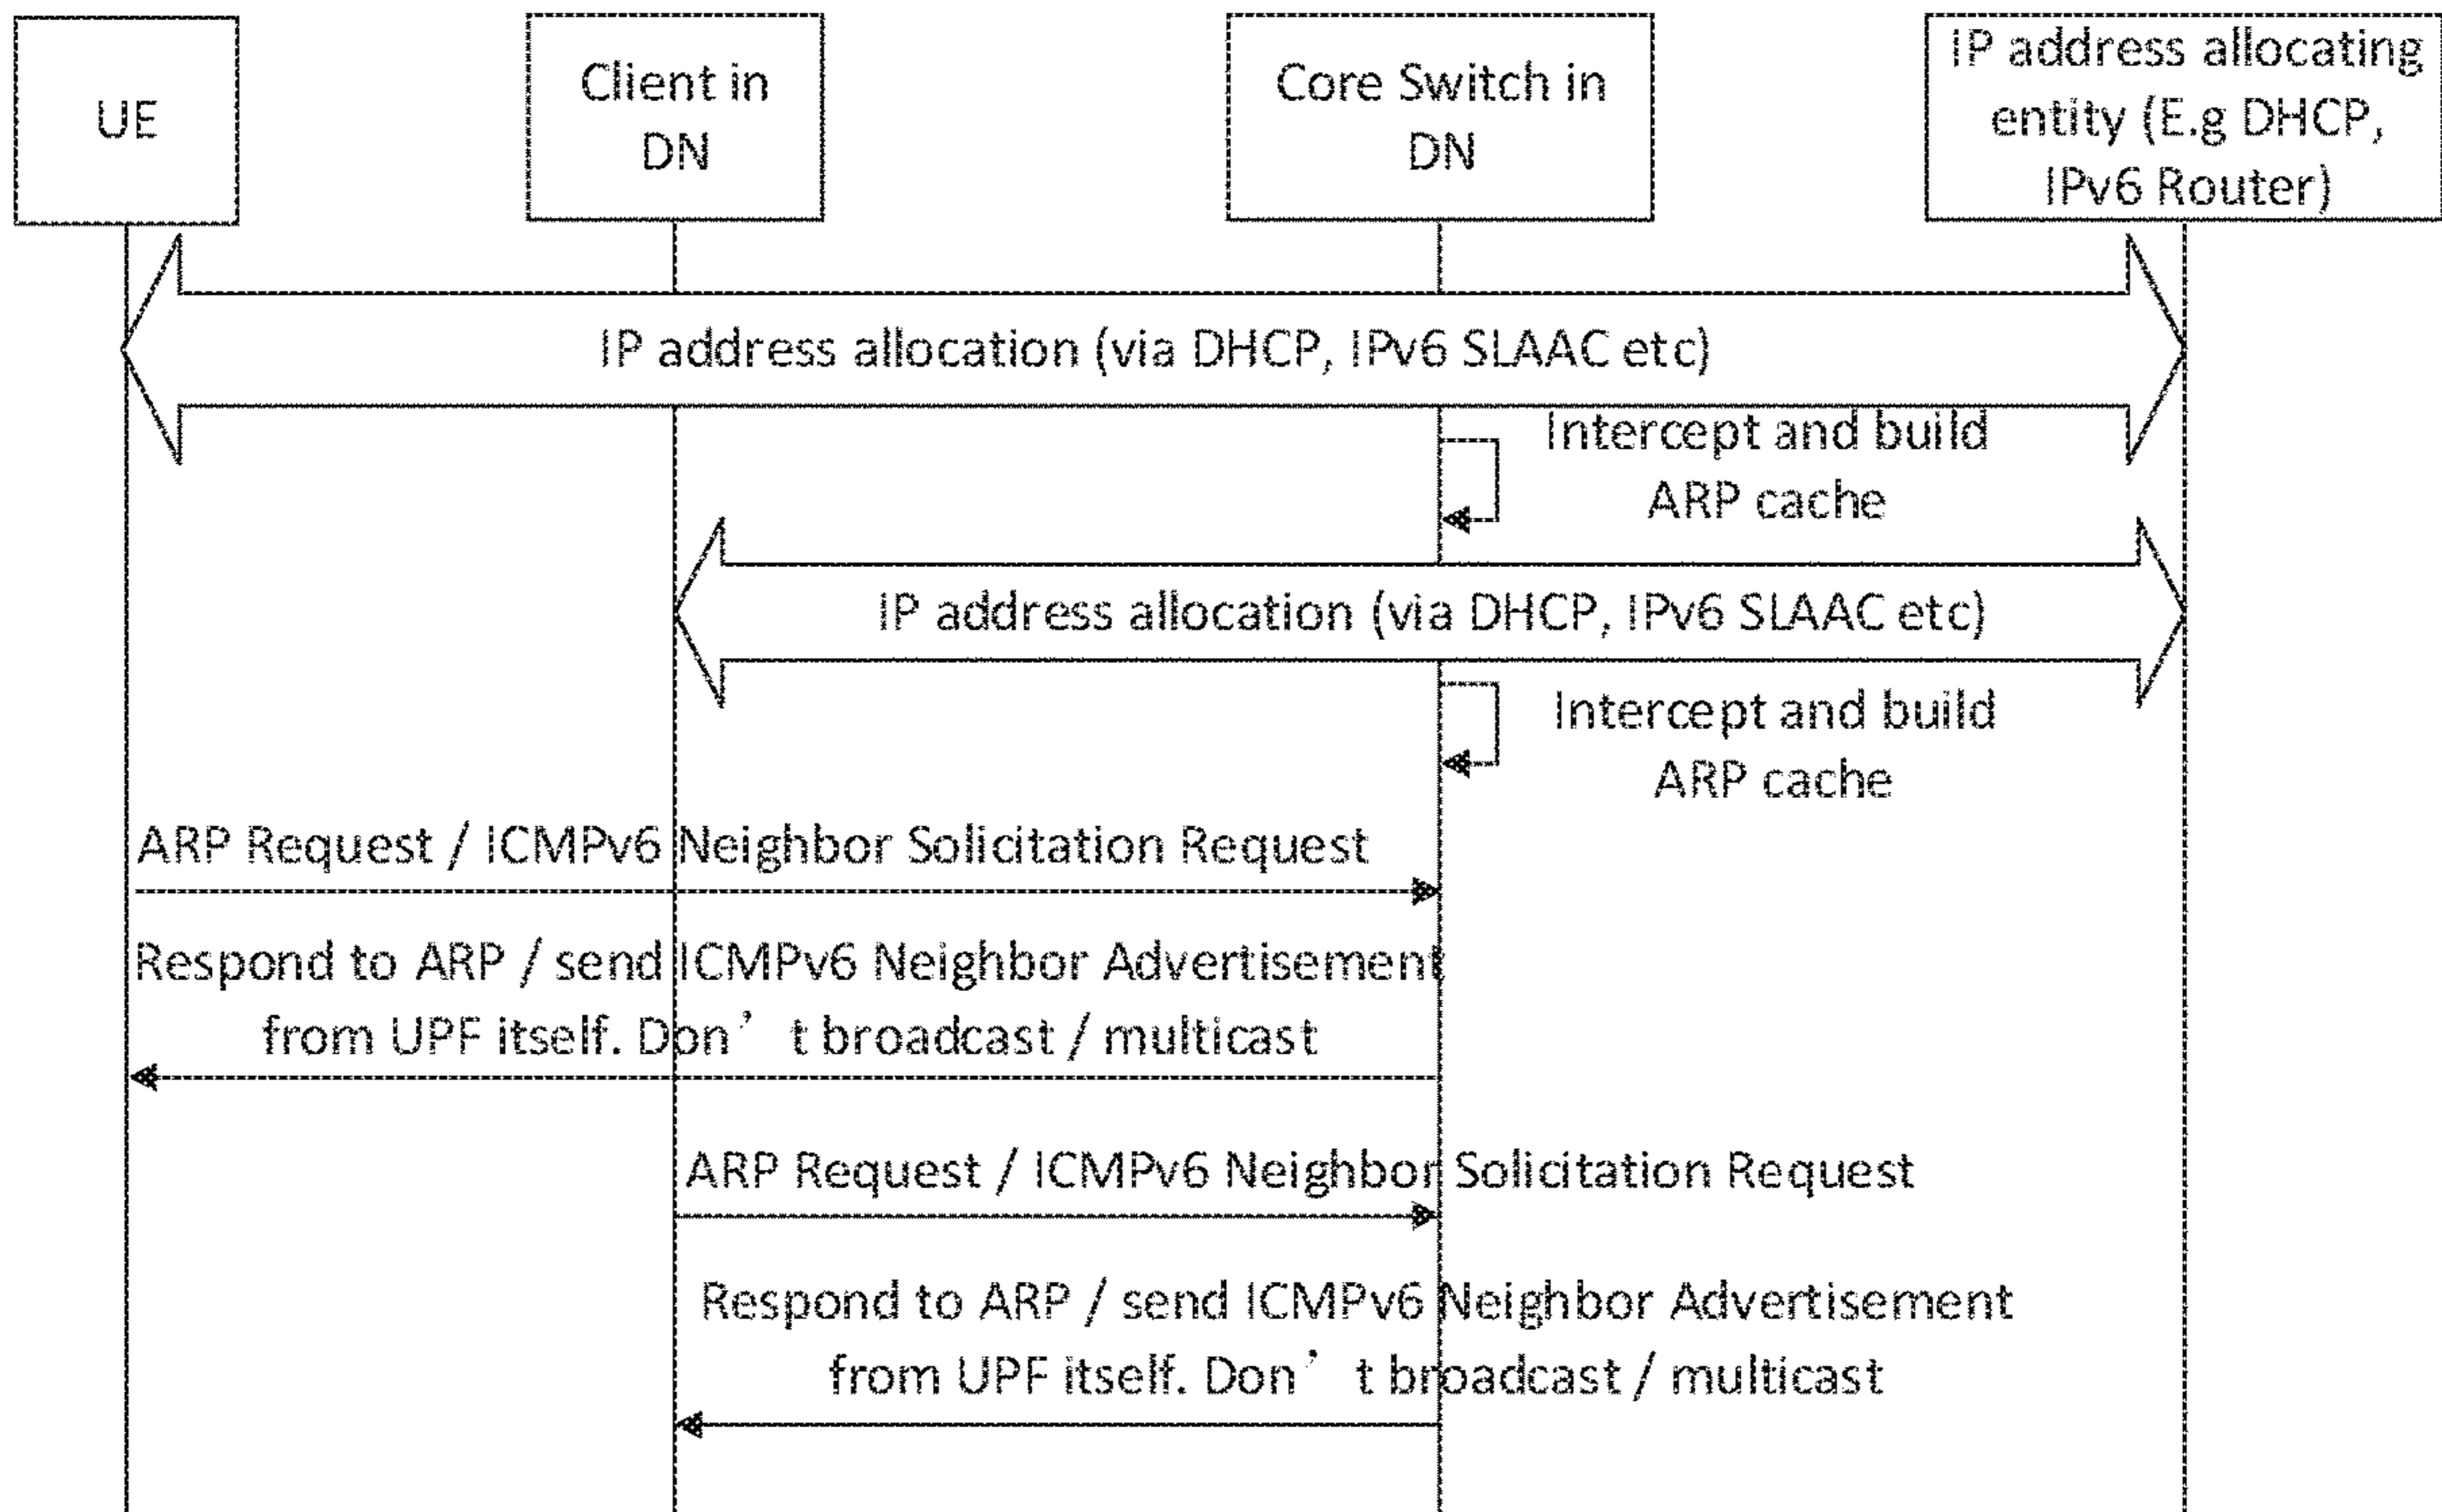 UE
Client in
DN
Core Switch in
DN
IP address allocating
entity (E.g DHCP,
IPv6 Router)
IP address allocation (via DHCP, IPv6 SLAAC etc)
Intercept and build
ARP cache
IP address allocation (via DHCP, IPv6 SLAAC etc)
Intercept and build
ARP cache
ARP Request / ICMPv6 Neighbor Solicitation Request
Respond to ARP / send ICMPv6 Neighbor Advertisement
from UPF itself. Don’t broadcast / multicast
ARP Request / ICMPv6 Neighbor Solicitation Request
Respond to ARP / send ICMPv6 Neighbor Advertisement
from UPF itself. Don’t broadcast / multicast